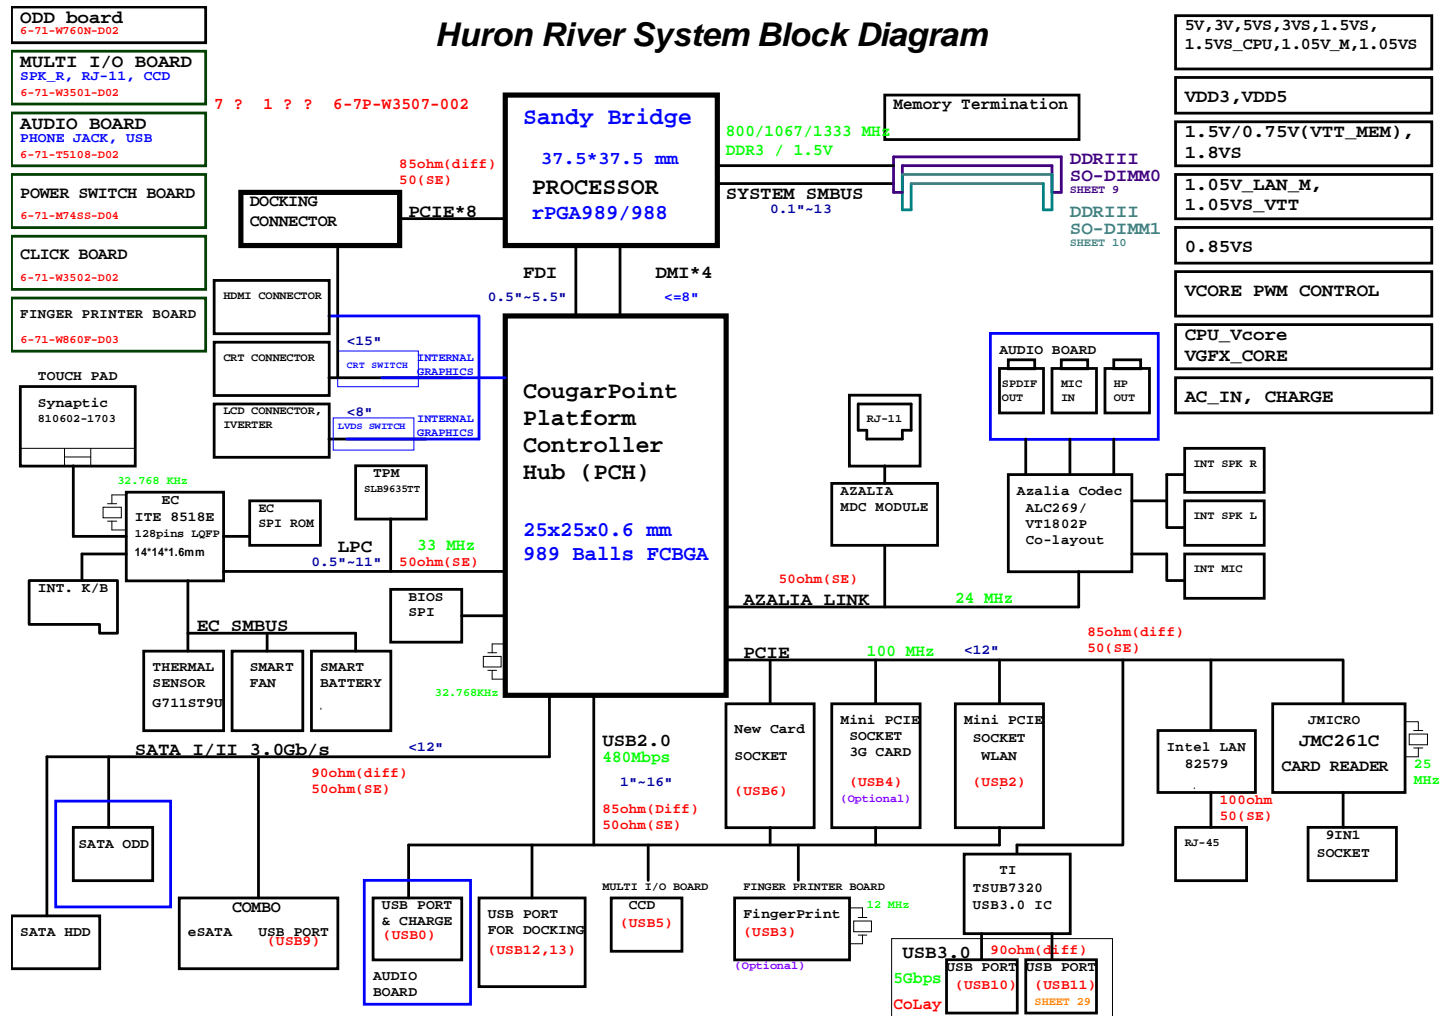 Huron River System Block Diagram
ODD board
6-71-W760N-D02
MULTI I/O BOARD
SPK_R, RJ-11, CCD
6-71-W3501-D02
AUDIO BOARD
PHONE JACK, USB
6-71-T5108-D02
POWER SWITCH BOARD
6-71-M74SS-D04
CLICK BOARD
6-71-W3502-D02
FINGER PRINTER BOARD
6-71-W860F-D03
7 ? 1 ? ? 6-7P-W3507-002
Sandy Bridge
37.5*37.5 mm
PROCESSOR
rPGA989/988
800/1067/1333 MHz
DDR3 / 1.5V
SYSTEM SMBUS
0.1"~13
Memory Termination
DDRIII
SO-DIMM0
SHEET 9
DDRIII
SO-DIMM1
SHEET 10
5V,3V,5VS,3VS,1.5VS,
1.5VS_CPU,1.05V_M,1.05VS
VDD3,VDD5
1.5V/0.75V(VTT_MEM),
1.8VS
1.05V_LAN_M,
1.05VS_VTT
0.85VS
VCORE PWM CONTROL
CPU_Vcore
VGFX_CORE
AC_IN, CHARGE
85ohm(diff)
50(SE)
DOCKING
CONNECTOR
PCIE*8
FDI
0.5"~5.5"
DMI*4
<=8"
HDMI CONNECTOR
CRT CONNECTOR
LCD CONNECTOR,
IVERTER
<15"
CRT SWITCH
INTERNAL
GRAPHICS
<8"
LVDS SWITCH
INTERNAL
GRAPHICS
CougarPoint
Platform
Controller
Hub (PCH)
25x25x0.6 mm
989 Balls FCBGA
TOUCH PAD
Synaptic
810602-1703
32.768 KHz
EC
ITE 8518E
128pins LQFP
14*14*1.6mm
EC
SPI ROM
TPM
SLB9635TT
LPC
0.5"~11"
33 MHz
50ohm(SE)
INT. K/B
BIOS
SPI
32.768KHz
EC SMBUS
THERMAL
SENSOR
G711ST9U
SMART
FAN
SMART
BATTERY
RJ-11
AZALIA
MDC MODULE
AUDIO BOARD
SPDIF
OUT
MIC
IN
HP
OUT
Azalia Codec
ALC269/
VT1802P
Co-layout
INT SPK R
INT SPK L
INT MIC
50ohm(SE)
AZALIA LINK
24 MHz
PCIE
100 MHz
<12"
85ohm(diff)
50(SE)
New Card
SOCKET
(USB6)
Mini PCIE
SOCKET
3G CARD
(USB4)
(Optional)
Mini PCIE
SOCKET
WLAN
(USB2)
Intel LAN
82579
100ohm
50(SE)
RJ-45
JMICRO
JMC261C
CARD READER
25
MHz
9IN1
SOCKET
SATA I/II 3.0Gb/s
<12"
90ohm(diff)
50ohm(SE)
USB2.0
480Mbps
1"~16"
85ohm(Diff)
50ohm(SE)
SATA ODD
SATA HDD
COMBO
eSATA
USB PORT
(USB9)
USB PORT
& CHARGE
(USB0)
AUDIO
BOARD
USB PORT
FOR DOCKING
(USB12,13)
MULTI I/O BOARD
CCD
(USB5)
FINGER PRINTER BOARD
FingerPrint
(USB3)
(Optional)
12 MHz
TI
TSUB7320
USB3.0 IC
USB3.0
90ohm(diff)
5Gbps
CoLay
USB PORT
(USB10)
USB PORT
(USB11)
SHEET 29